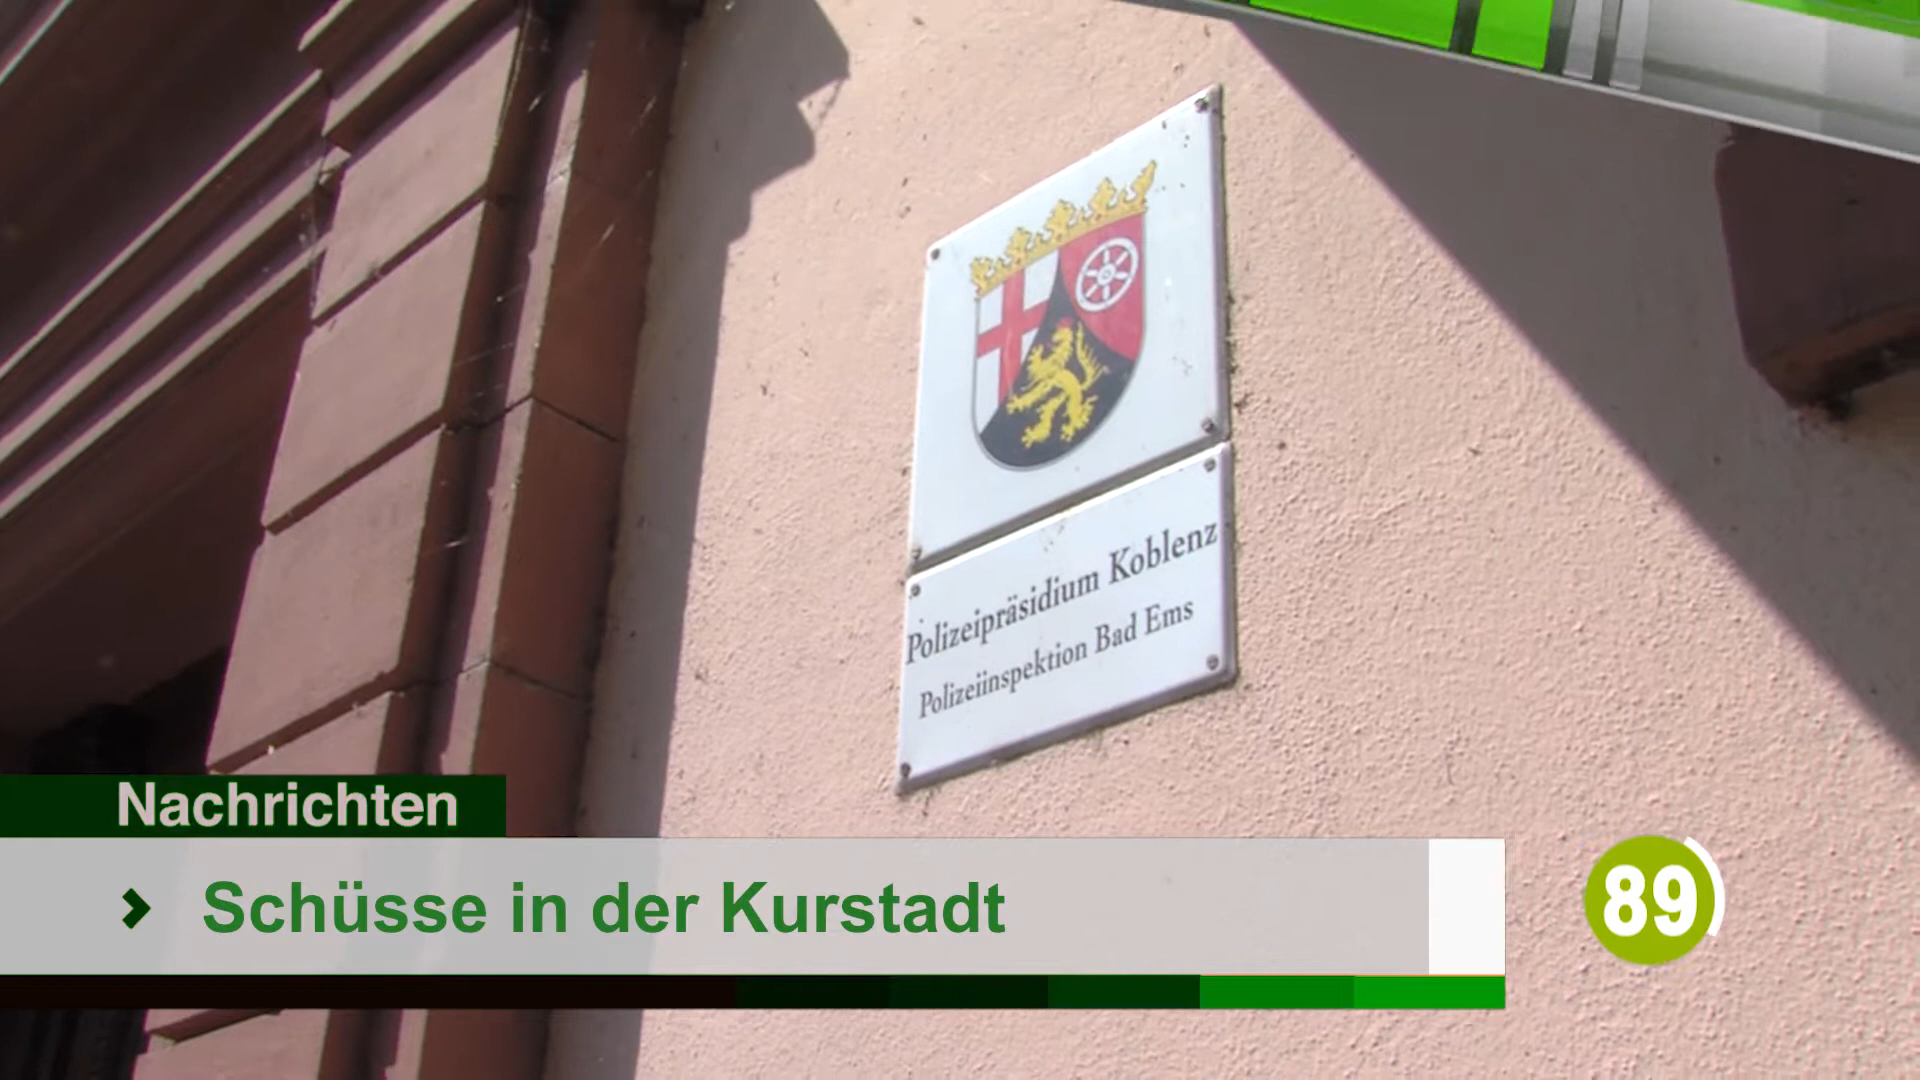 Polizeipräsidium Koblenz
Polizeiinspektion Bad Ems
Nachrichten
Schüsse in der Kurstadt
89